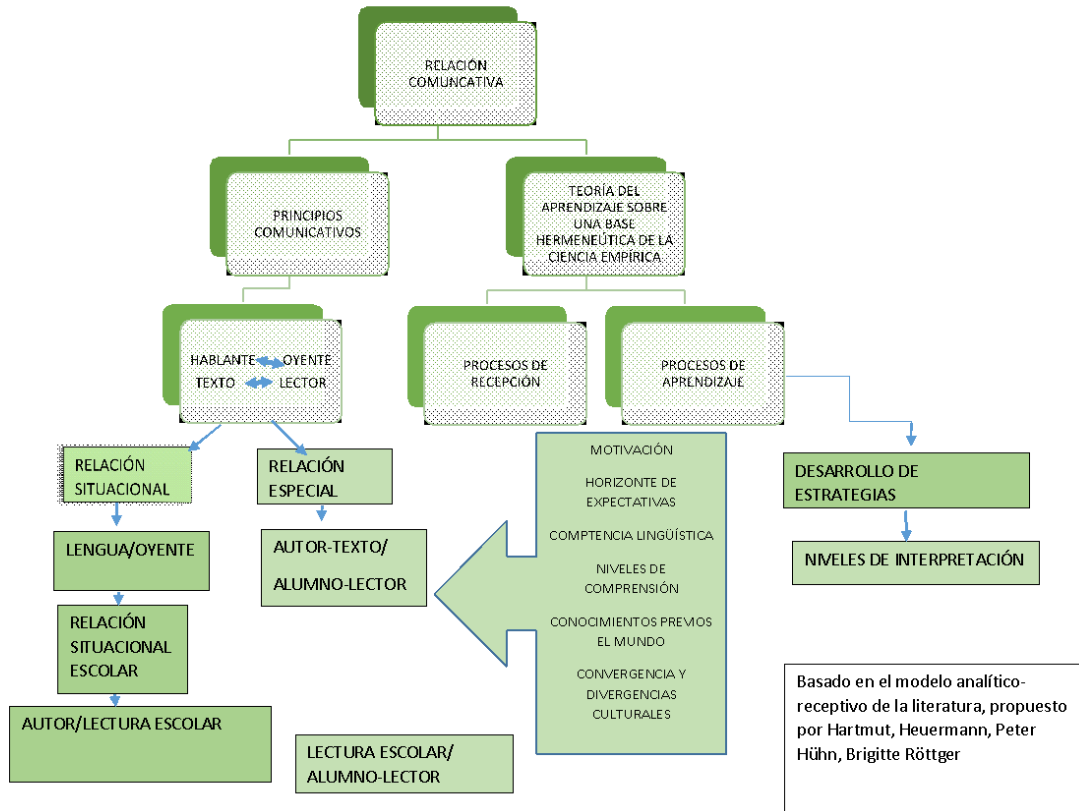 RELACIÓN
COMUNCATIVA
PRINCIPIOS
COMUNICATIVOS
TEORÍA DEL
APRENDIZAJE SOBRE
UNA BASE
HERMENEÚTICA DE LA
CIENCIA EMPÍRICA
HABLANTE OYENTE
TEXTO LECTOR
PROCESOS DE
RECEPCIÓN
PROCESOS DE
APRENDIZAJE
RELACIÓN
SITUACIONAL
RELACIÓN
ESPECIAL
LENGUA/OYENTE
AUTOR-TEXTO/
ALUMNO-LECTOR
RELACIÓN
SITUACIONAL
ESCOLAR
AUTOR/LECTURA ESCOLAR
LECTURA ESCOLAR/
ALUMNO-LECTOR
MOTIVACIÓN
HORIZONTE DE
EXPECTATIVAS
COMPTENCIA LINGÜÍSTICA
NIVELES DE
COMPRENSIÓN
CONOCIMIENTOS PREVIOS
EL MUNDO
CONVERGENCIA Y
DIVERGENCIAS
CULTURALES
DESARROLLO DE
ESTRATEGIAS
NIVELES DE INTERPRETACIÓN
Basado en el modelo analítico-
receptivo de la literatura, propuesto
por Hartmut, Heuermann, Peter
Hühn, Brigitte Röttger